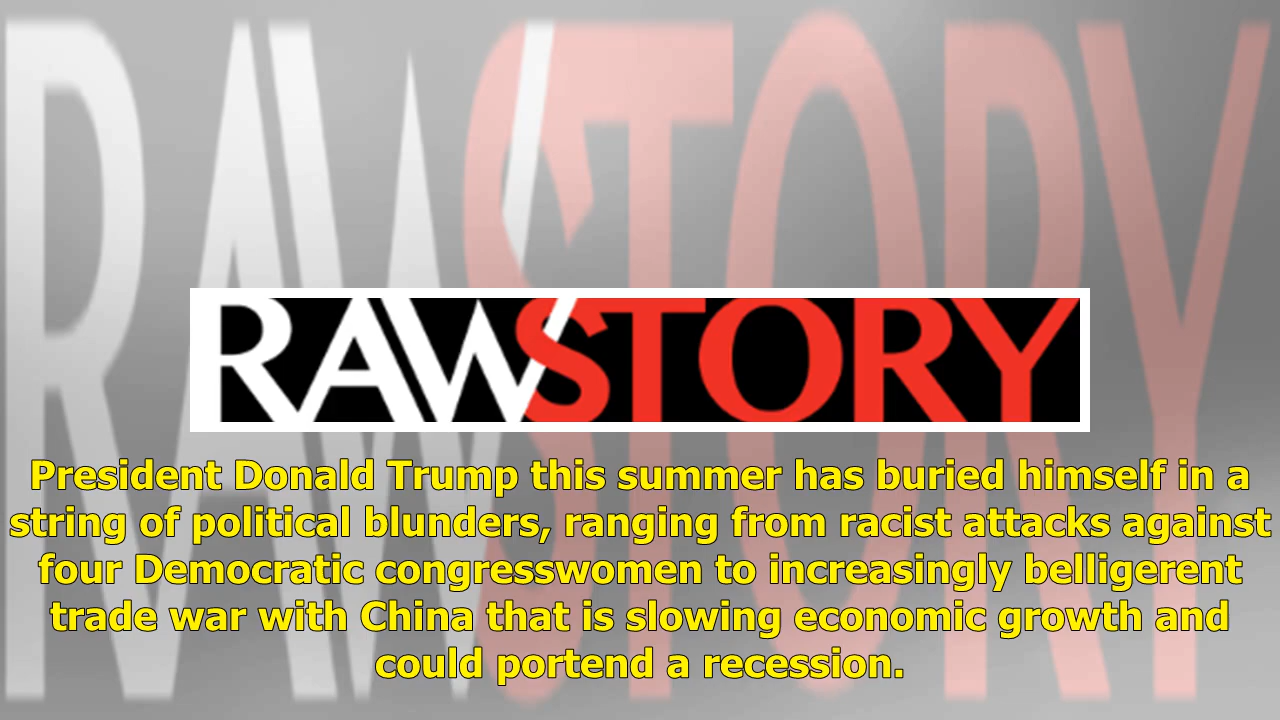 RAWSTORY
RAWSTORY
President Donald Trump this summer has buried himself in a
string of political blunders, ranging from racist attacks against
four Democratic congresswomen to increasingly belligerent
trade war with China that is slowing economic growth and
could portend a recession.